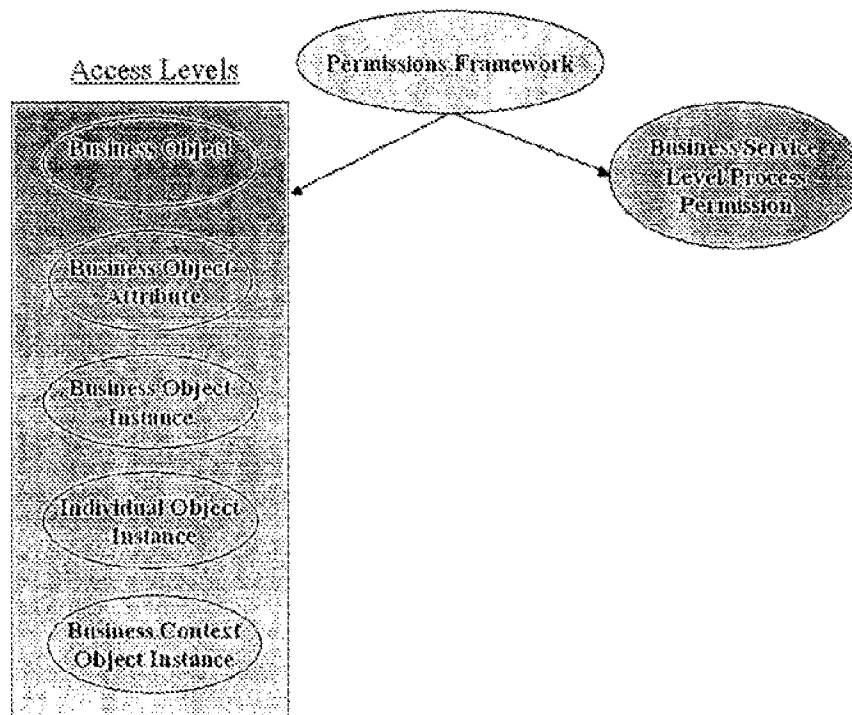 Access Levels
Permissions Framework
Business Object
Business Service
Level Process
Permission
Business Object
Attribute
Business Object
Instance
Individual Object
Instance
Business Context
Object Instance